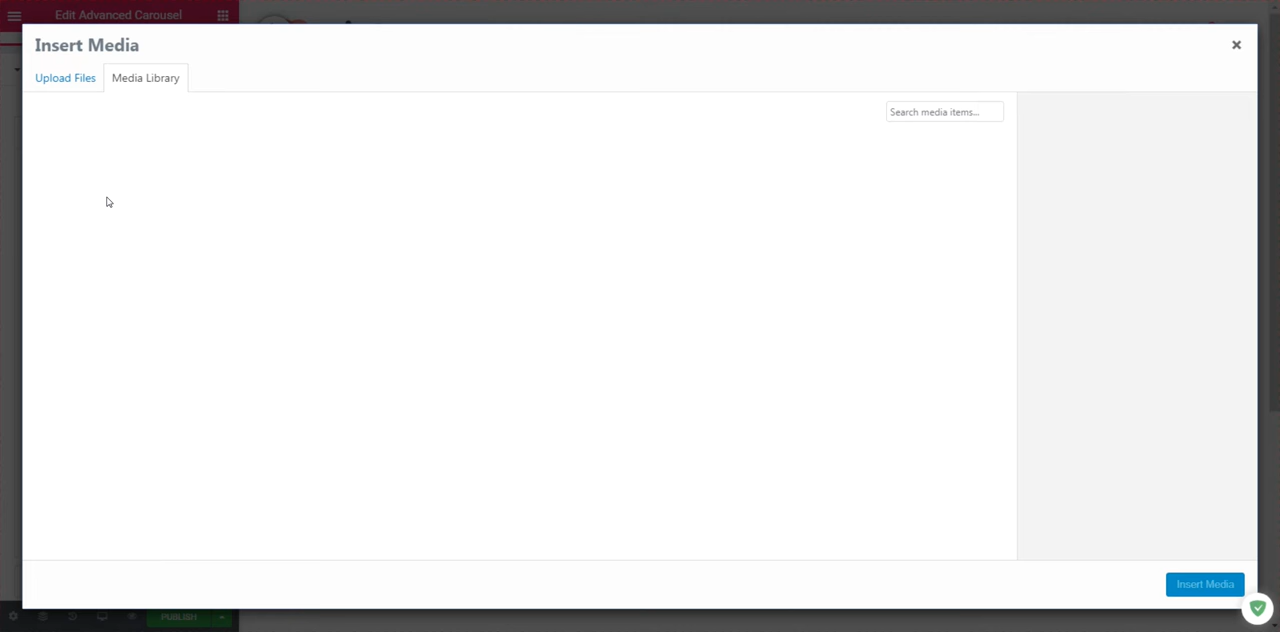 Edit Advanced Carousel
Insert Media
Upload Files
Media Library
Search media items...
Insert Media
PUBLISH